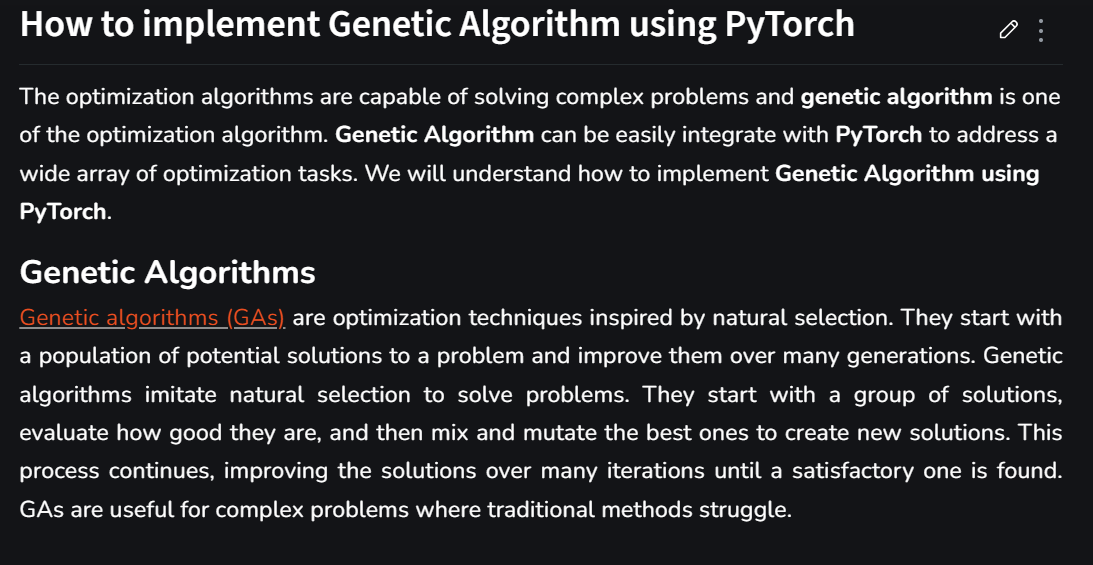 How to implement Genetic Algorithm using PyTorch
The optimization algorithms are capable of solving complex problems and genetic algorithm is one
of the optimization algorithm. Genetic Algorithm can be easily integrate with PyTorch to address a
wide array of optimization tasks. We will understand how to implement Genetic Algorithm using
PyTorch.
Genetic Algorithms
Genetic algorithms (GAs) are optimization techniques inspired by natural selection. They start with
a population of potential solutions to a problem and improve them over many generations. Genetic
algorithms imitate natural selection to solve problems. They start with a group of solutions,
evaluate how good they are, and then mix and mutate the best ones to create new solutions. This
process continues, improving the solutions over many iterations until a satisfactory one is found.
GAs are useful for complex problems where traditional methods struggle.